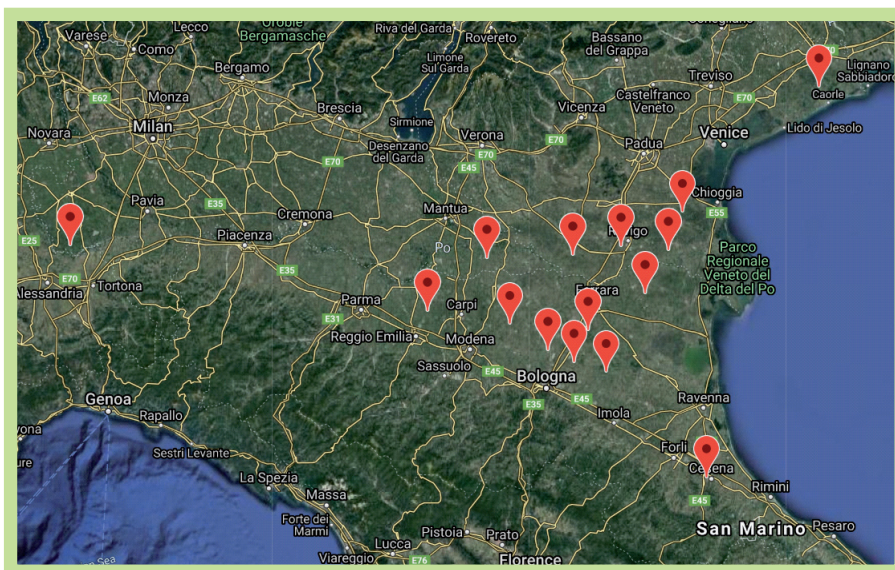 Varese
Lecco
Como
Orobie
Bergamasche
Bergamo
Riva del Garda
Rovereto
Limone
Sul Garda
Bassano
del Grappa
Conegliano
Treviso
Castelfranco
Veneto
E70
Lignano
Sabbiadoro
Caorle
E62
Monza
Novara
Milan
Brescia
Sirmione
Desenzano
del Garda
Verona
E70
Vicenza
E70
Padua
Venice
Lido di Jesolo
E70
E45
Chioggia
E55
Pavia
E35
Cremona
Mantua
Piacenza
E25
E70
Alessandria
Tortona
E35
Po
Parco
Regionale
Veneto del
Delta del Po
Parma
E31
Reggio Emilia
Carpi
Modena
Sassuolo
E45
Bologna
E35
E45
Imola
Ravenna
Forlì
E45
Rimini
San Marino
Pesaro
Genoa
Rapallo
Sestri Levante
La Spezia
Massa
Forte dei
Marmi
Viareggio
Lucca
E76
Pistoia
Prato
Florence